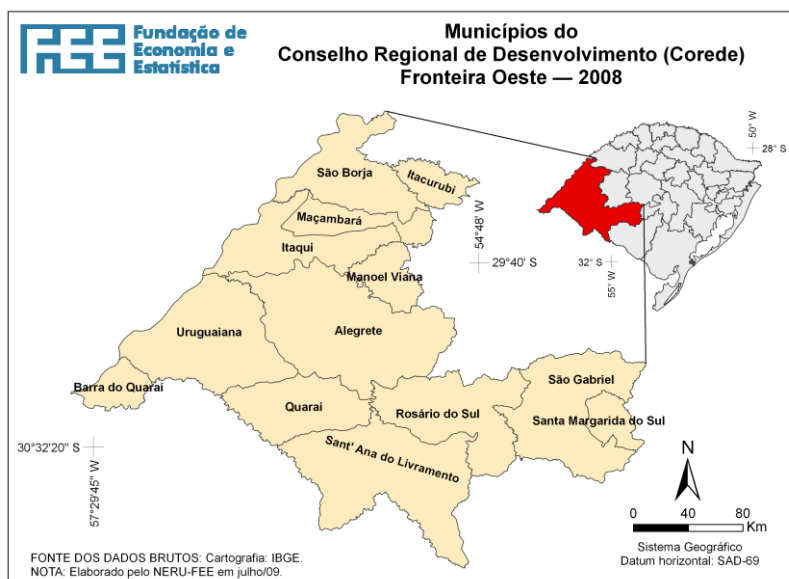 FEE
Fundação de
Economia e
Estatística
Municípios do
Conselho Regional de Desenvolvimento (Corede)
Fronteira Oeste — 2008
50° W
28° S
São Borja
Itacurubi
Maçambará
54°48' W
Itaqui
29°40' S
32° S
55° W
Manoel Viana
Uruguaiana
Alegrete
Barra do Quaraí
São Gabriel
Quarai
Rosário do Sul
Santa Margarida do Sul
Sant' Ana do Livramento
30°32'20" S
57°29'45" W
N
0 40 80
Km
Sistema Geográfico
Datum horizontal: SAD-69
FONTE DOS DADOS BRUTOS: Cartografia: IBGE.
NOTA: Elaborado pelo NERU-FEE em julho/09.